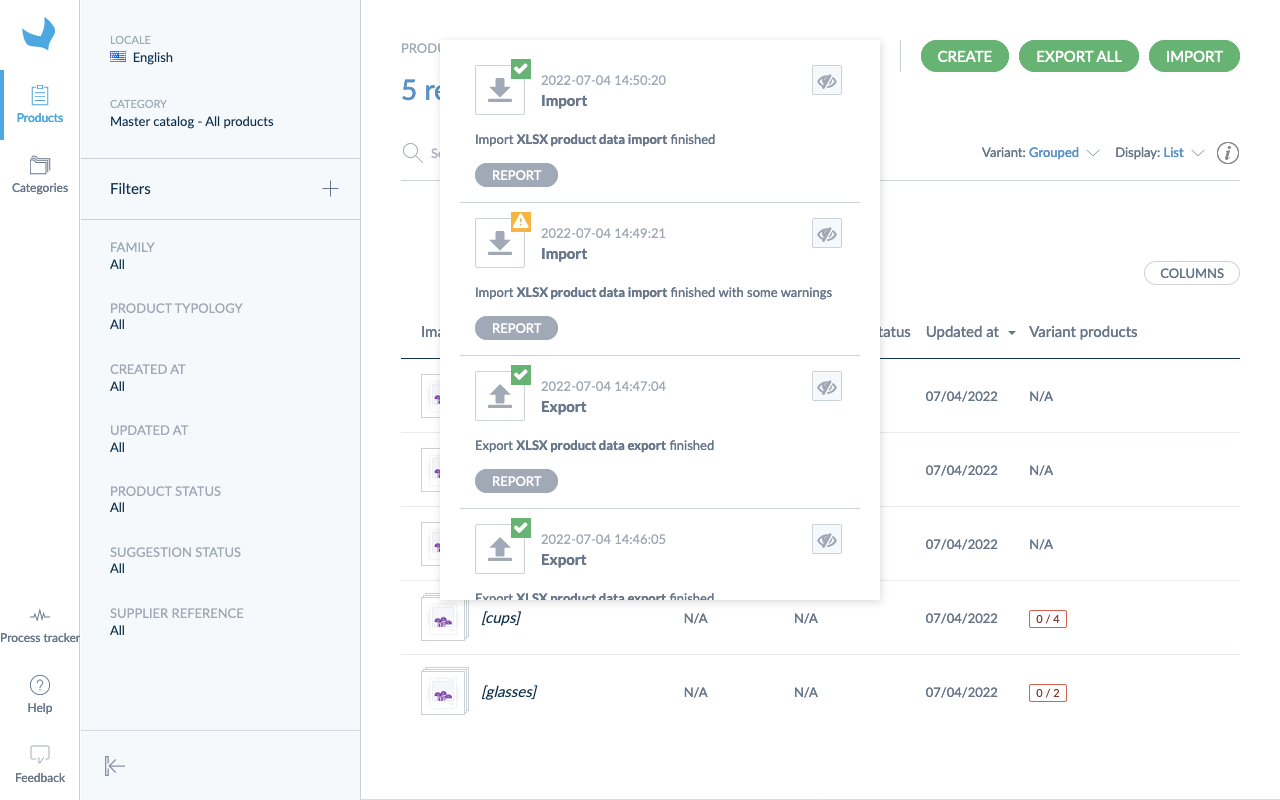 Products
Categories
Process tracker
Help
Feedback
LOCALE
English
CATEGORY
Master catalog - All products
Filters
FAMILY
All
PRODUCT TYPOLOGY
All
CREATED AT
All
UPDATED AT
All
PRODUCT STATUS
All
SUGGESTION STATUS
All
SUPPLIER REFERENCE
All
CREATE
EXPORT ALL
IMPORT
5
Variant: Grouped
Display: List
COLUMNS
2022-07-04 14:50:20
Import
Import XLSX product data import finished
REPORT
2022-07-04 14:49:21
Import
Import XLSX product data import finished with some warnings
REPORT
2022-07-04 14:47:04
Export
Export XLSX product data export finished
REPORT
2022-07-04 14:46:05
Export
Export XLSX product data export finished
Updated at Variant products
07/04/2022 N/A
07/04/2022 N/A
07/04/2022 N/A
[cups] N/A N/A 07/04/2022 0 / 4
[glasses] N/A N/A 07/04/2022 0 / 2